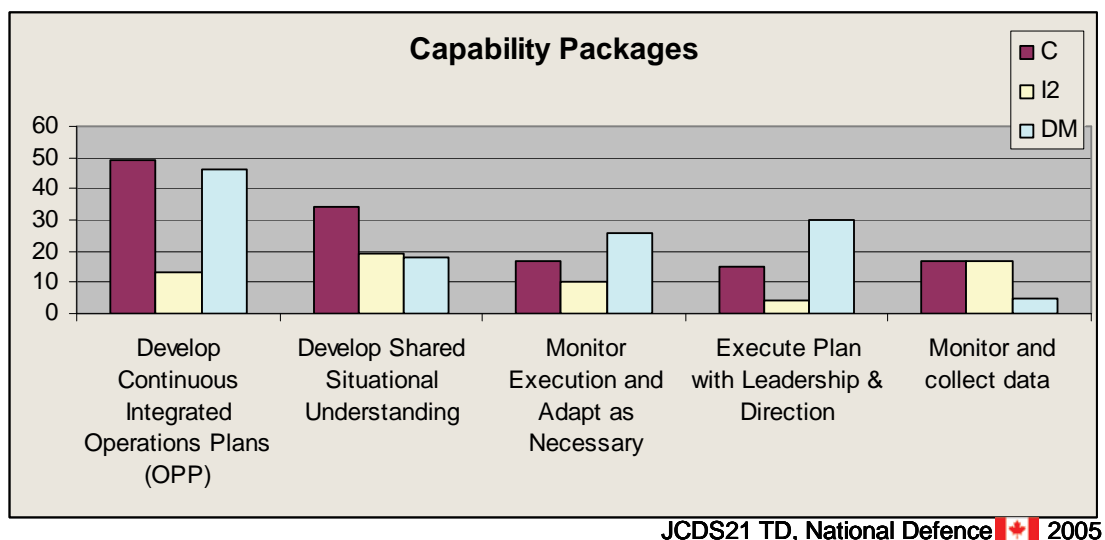 Capability Packages
C
I2
DM
60
50
40
30
20
10
0
Develop
Continuous
Integrated
Operations Plans
(OPP)
Develop Shared
Situational
Understanding
Monitor
Execution and
Adapt as
Necessary
Execute Plan
with Leadership &
Direction
Monitor and
collect data
JCDS21 TD, National Defence 2005